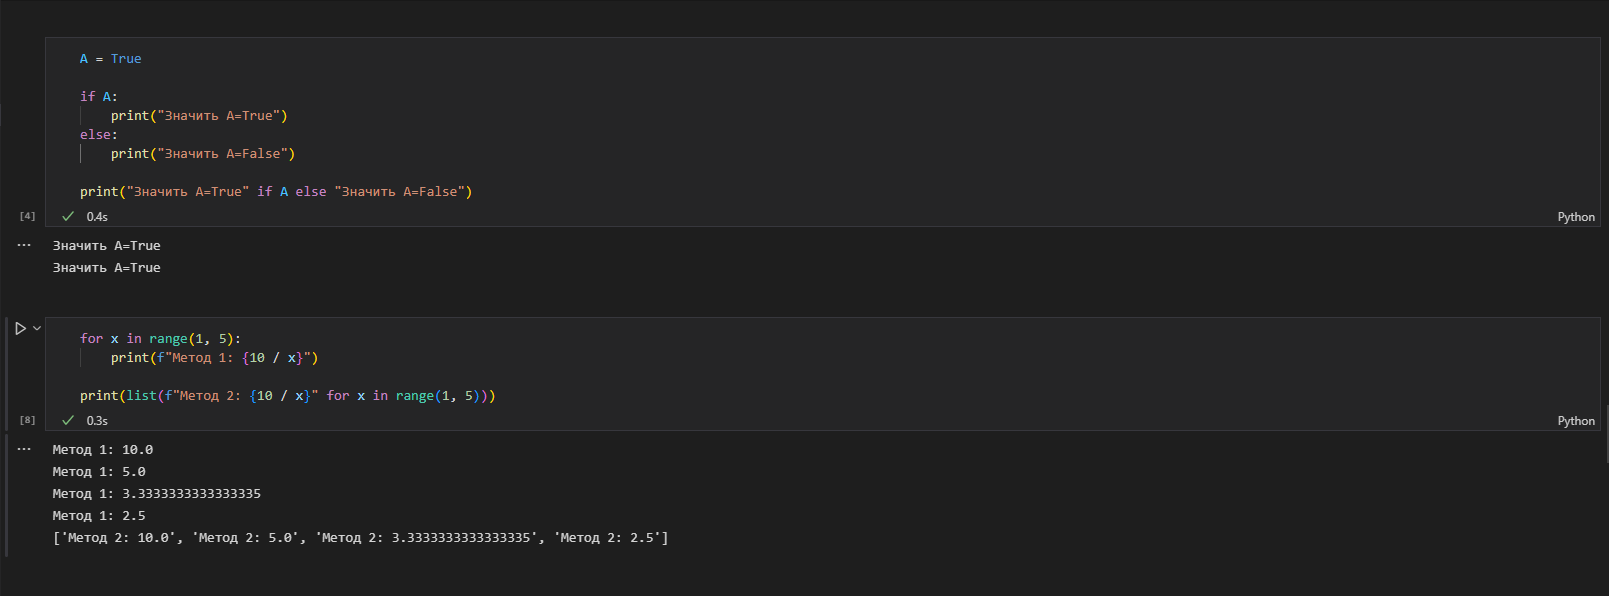 A = True
if A:
    print("Значить A=True")
else:
    print("Значить A=False")
print("Значить A=True" if A else "Значить A=False")
[4] 0.4s Python
Значить A=True
Значить A=True
for x in range(1, 5):
    print(f"Метод 1: {10 / x}")
print(list(f"Метод 2: {10 / x}" for x in range(1, 5)))
[8] 0.3s Python
Метод 1: 10.0
Метод 1: 5.0
Метод 1: 3.3333333333333335
Метод 1: 2.5
['Метод 2: 10.0', 'Метод 2: 5.0', 'Метод 2: 3.3333333333333335', 'Метод 2: 2.5']